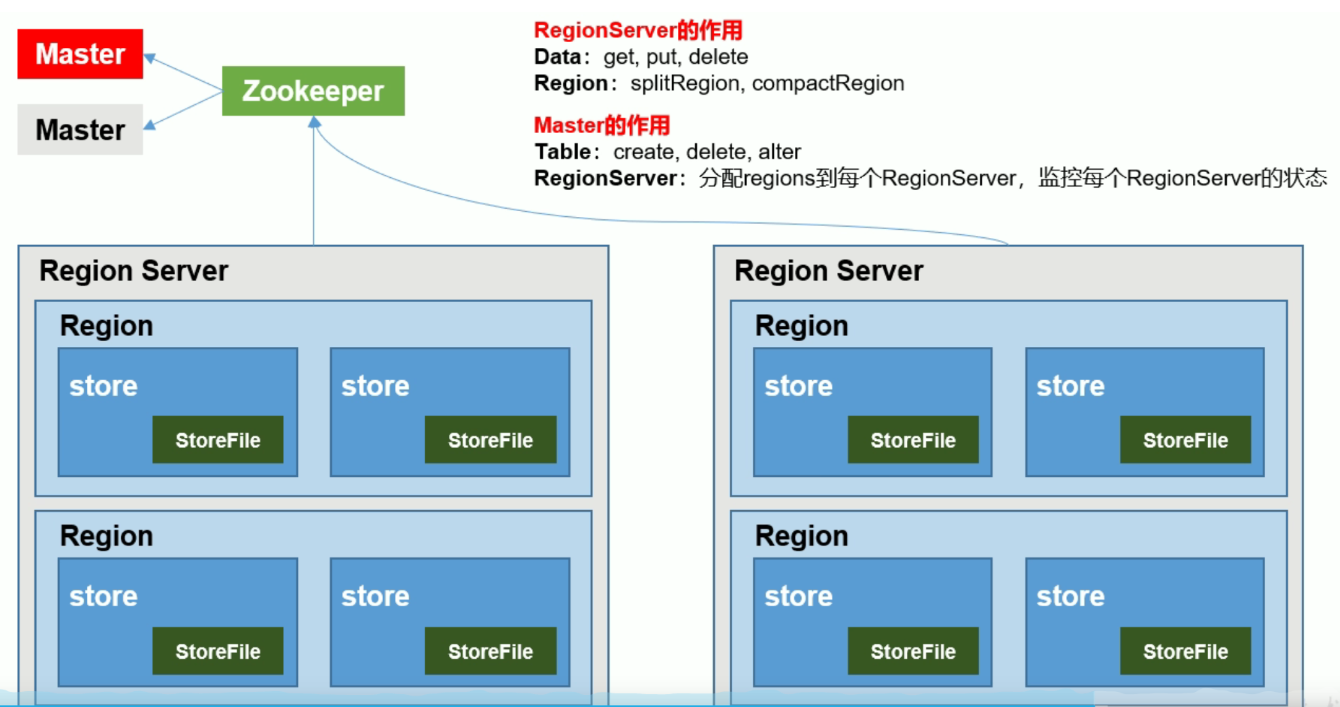 Master
Zookeeper
Master
RegionServer的作用
Data：get, put, delete
Region：splitRegion, compactRegion
Master的作用
Table：create, delete, alter
RegionServer：分配regions到每个RegionServer，监控每个RegionServer的状态
Region Server
Region
store
StoreFile
store
StoreFile
Region
store
StoreFile
store
StoreFile
Region Server
Region
store
StoreFile
store
StoreFile
Region
store
StoreFile
store
StoreFile